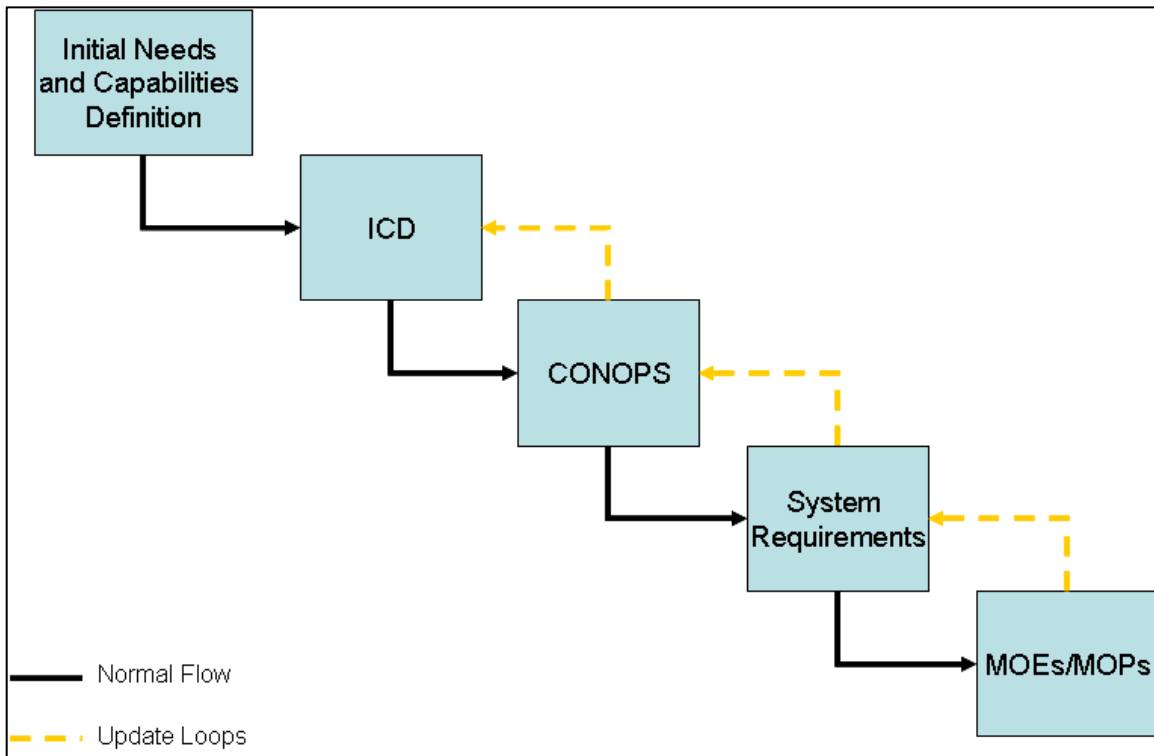 Initial Needs
and Capabilities
Definition
ICD
CONOPS
System
Requirements
MOEs/MOPs
Normal Flow
Update Loops